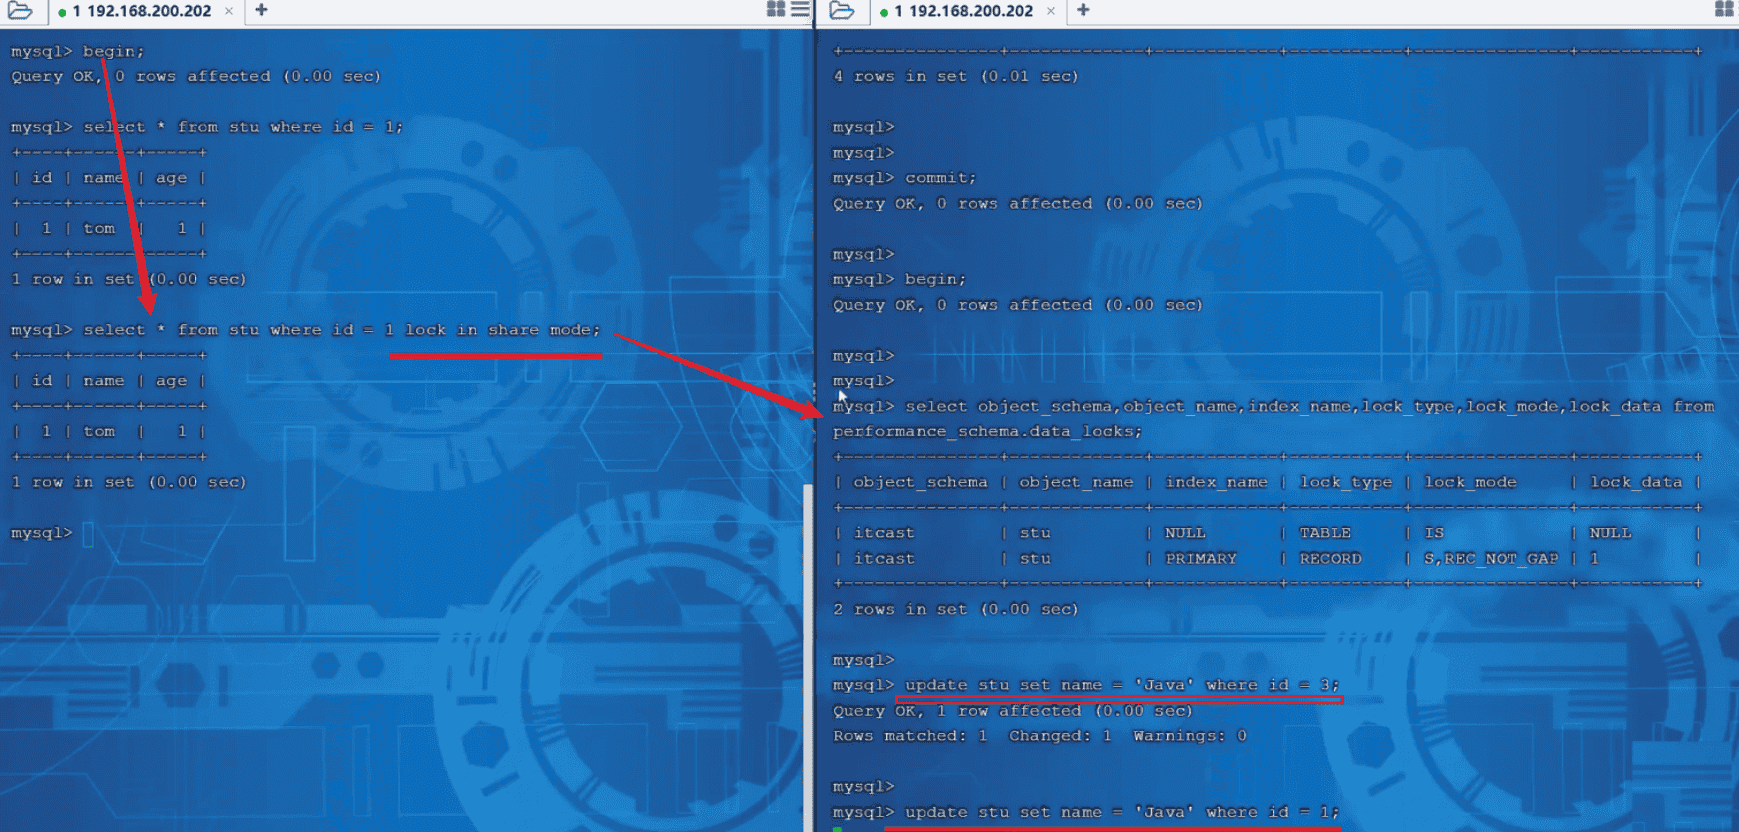 1 192.168.200.202 × +
mysql> begin;
Query OK, 0 rows affected (0.00 sec)
mysql> select * from stu where id = 1;
+----+------+-----+
| id | name | age |
+----+------+-----+
| 1 | tom | 1 |
+----+------+-----+
1 row in set (0.00 sec)
mysql> select * from stu where id = 1 lock in share mode;
+----+------+-----+
| id | name | age |
+----+------+-----+
| 1 | tom | 1 |
+----+------+-----+
1 row in set (0.00 sec)
mysql>
1 192.168.200.202 × +
+---------------+-------------+------------+-----------+---------------+-----------+
4 rows in set (0.01 sec)
mysql>
mysql>
mysql> commit;
Query OK, 0 rows affected (0.00 sec)
mysql>
mysql> begin;
Query OK, 0 rows affected (0.00 sec)
mysql>
mysql>
mysql> select object_schema,object_name,index_name,lock_type,lock_mode,lock_data from
performance_schema.data_locks;
+---------------+-------------+------------+-----------+---------------+-----------+
| object_schema | object_name | index_name | lock_type | lock_mode | lock_data |
+---------------+-------------+------------+-----------+---------------+-----------+
| itcast | stu | NULL | TABLE | IS | NULL |
| itcast | stu | PRIMARY | RECORD | S,REC_NOT_GAP | 1 |
+---------------+-------------+------------+-----------+---------------+-----------+
2 rows in set (0.00 sec)
mysql>
mysql> update stu set name = 'Java' where id = 3;
Query OK, 1 row affected (0.00 sec)
Rows matched: 1 Changed: 1 Warnings: 0
mysql>
mysql> update stu set name = 'Java' where id = 1;